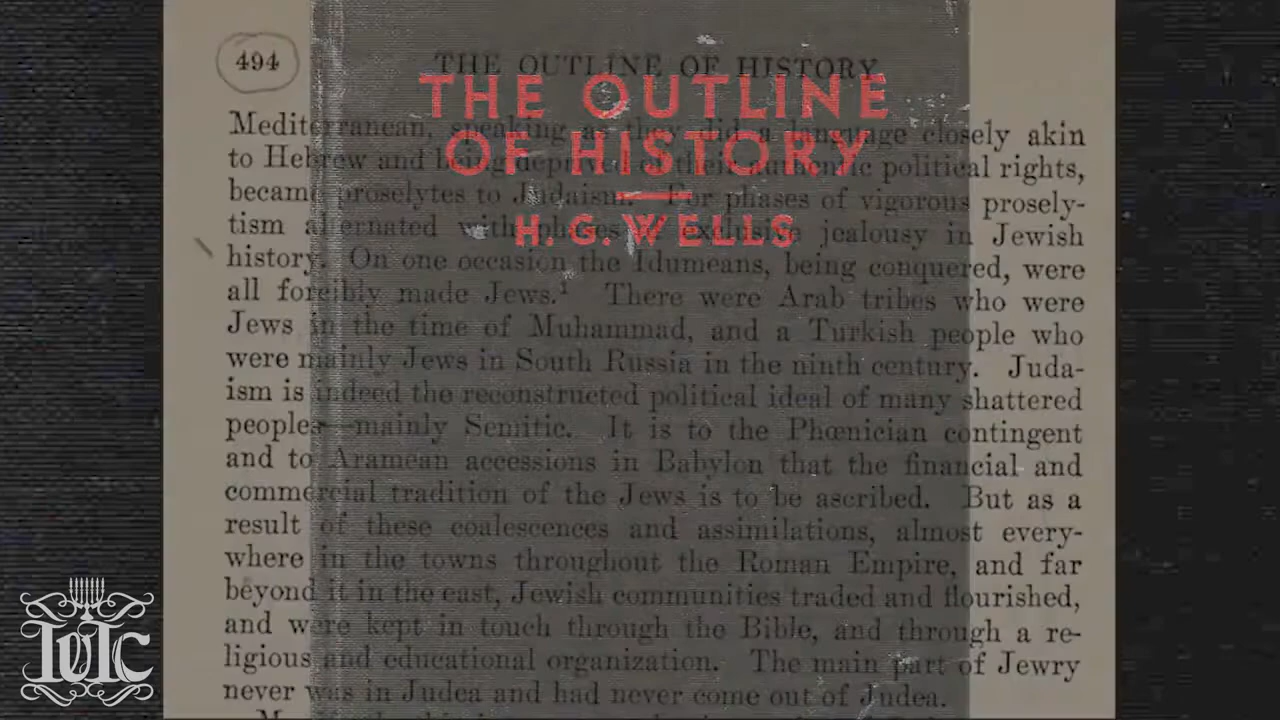 494
THE OUTLINE OF HISTORY
THE OUTLINE
OF HISTORY
H. G. WELLS
Mediterranean, speaking as they did a language closely akin
to Hebrew and being deprived of their authentic political rights,
became proselytes to Judaism. For phases of vigorous prosely-
tism alternated with phases of exclusive jealousy in Jewish
history. On one occasion the Idumeans, being conquered, were
all forcibly made Jews.¹ There were Arab tribes who were
Jews in the time of Muhammad, and a Turkish people who
were mainly Jews in South Russia in the ninth century. Juda-
ism is indeed the reconstructed political ideal of many shattered
peoples—mainly Semitic. It is to the Phœnician contingent
and to Aramean accessions in Babylon that the financial and
commercial tradition of the Jews is to be ascribed. But as a
result of these coalescences and assimilations, almost every-
where in the towns throughout the Roman Empire, and far
beyond it in the east, Jewish communities traded and flourished,
and were kept in touch through the Bible, and through a re-
ligious and educational organization. The main part of Jewry
never was in Judea and had never come out of Judea.
IUIC